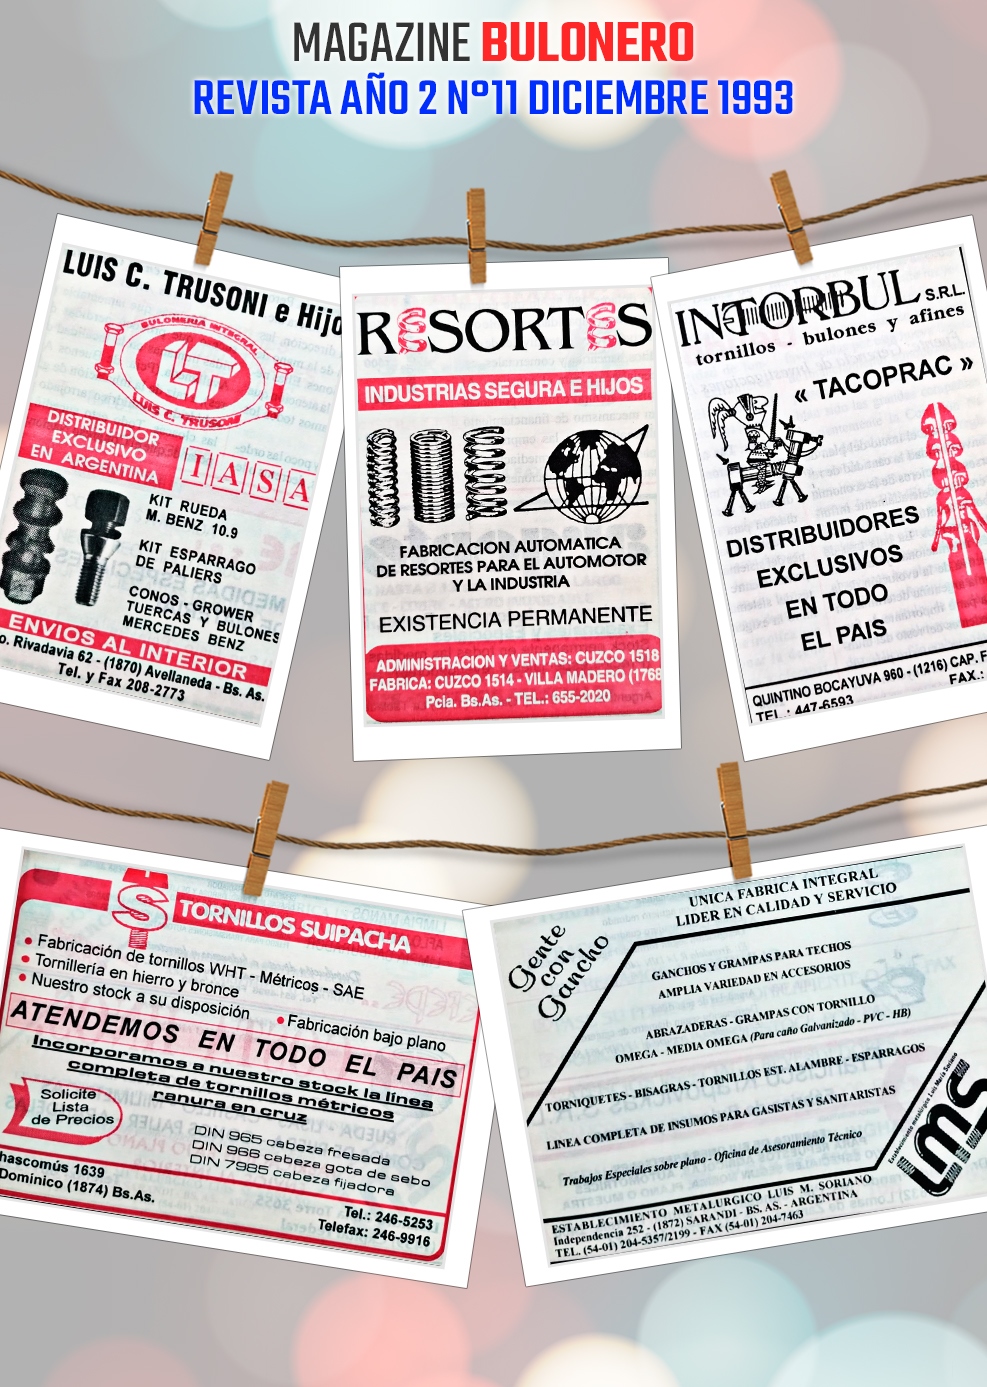 MAGAZINE BULONERO
REVISTA AÑO 2 N°11 DICIEMBRE 1993
LUIS C. TRUSONI e Hijo
BULONERIA INTEGRAL
LT
LUIS C. TRUSONI
DISTRIBUIDOR
EXCLUSIVO
EN ARGENTINA
IASA
KIT RUEDA
M. BENZ 10.9
KIT ESPARRAGO
DE PALIERS
CONOS - GROWER
TUERCAS Y BULONES
MERCEDES BENZ
ENVIOS AL INTERIOR
o. Rivadavia 62 - (1870) Avellaneda - Bs. As.
Tel. y Fax 208-2773
RESORTES
INDUSTRIAS SEGURA E HIJOS
FABRICACION AUTOMATICA
DE RESORTES PARA EL AUTOMOTOR
Y LA INDUSTRIA
EXISTENCIA PERMANENTE
ADMINISTRACION Y VENTAS: CUZCO 1518
FABRICA: CUZCO 1514 - VILLA MADERO (1768
Pcia. Bs.As. - TEL.: 655-2020
INTORBUL S.R.L.
tornillos - bulones y afines
« TACOPRAC »
DISTRIBUIDORES
EXCLUSIVOS
EN TODO
EL PAIS
QUINTINO BOCAYUVA 960 - (1216) CAP. F
TEL.: 447-6593 FAX.:
S
TORNILLOS SUIPACHA
• Fabricación de tornillos WHT - Métricos - SAE
• Tornillería en hierro y bronce
• Nuestro stock a su disposición • Fabricación bajo plano
ATENDEMOS EN TODO EL PAIS
Incorporamos a nuestro stock la línea
completa de tornillos métricos
ranura en cruz
Solicite
Lista
de Precios
DIN 965 cabeza fresada
DIN 966 cabeza gota de sebo
DIN 7985 cabeza fijadora
hascomús 1639
Domínico (1874) Bs.As.
Tel.: 246-5253
Telefax: 246-9916
UNICA FABRICA INTEGRAL
LIDER EN CALIDAD Y SERVICIO
Gente
con
Gancho
GANCHOS Y GRAMPAS PARA TECHOS
AMPLIA VARIEDAD EN ACCESORIOS
ABRAZADERAS - GRAMPAS CON TORNILLO
OMEGA - MEDIA OMEGA (Para caño Galvanizado - PVC - HB)
TORNIQUETES - BISAGRAS - TORNILLOS EST. ALAMBRE - ESPARRAGOS
LINEA COMPLETA DE INSUMOS PARA GASISTAS Y SANITARISTAS
Trabajos Especiales sobre plano - Oficina de Asesoramiento Técnico
Establecimiento metalúrgico Luis María Soriano
LMS
ESTABLECIMIENTO METALURGICO LUIS M. SORIANO
Independencia 252 - (1872) SARANDI - BS. AS. - ARGENTINA
TEL. (54-01) 204-5357/2199 - FAX (54-01) 204-7463